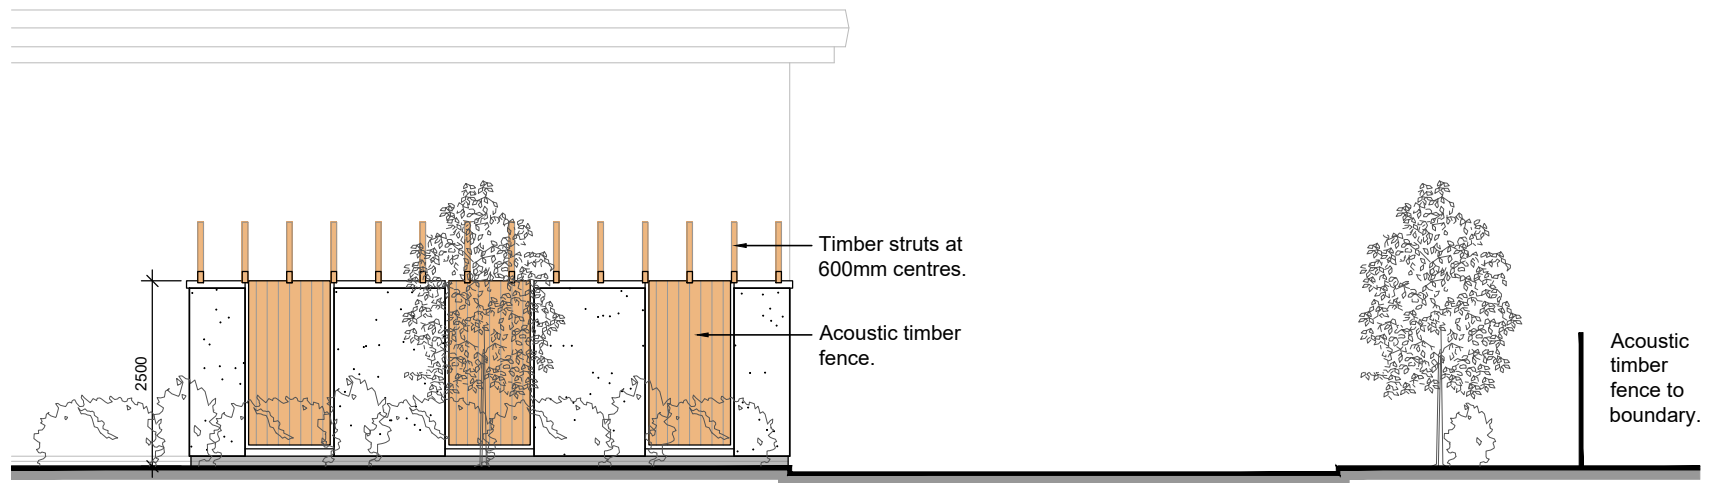 Timber struts at
600mm centres.
Acoustic timber
fence.
2500
Acoustic
timber
fence to
boundary.